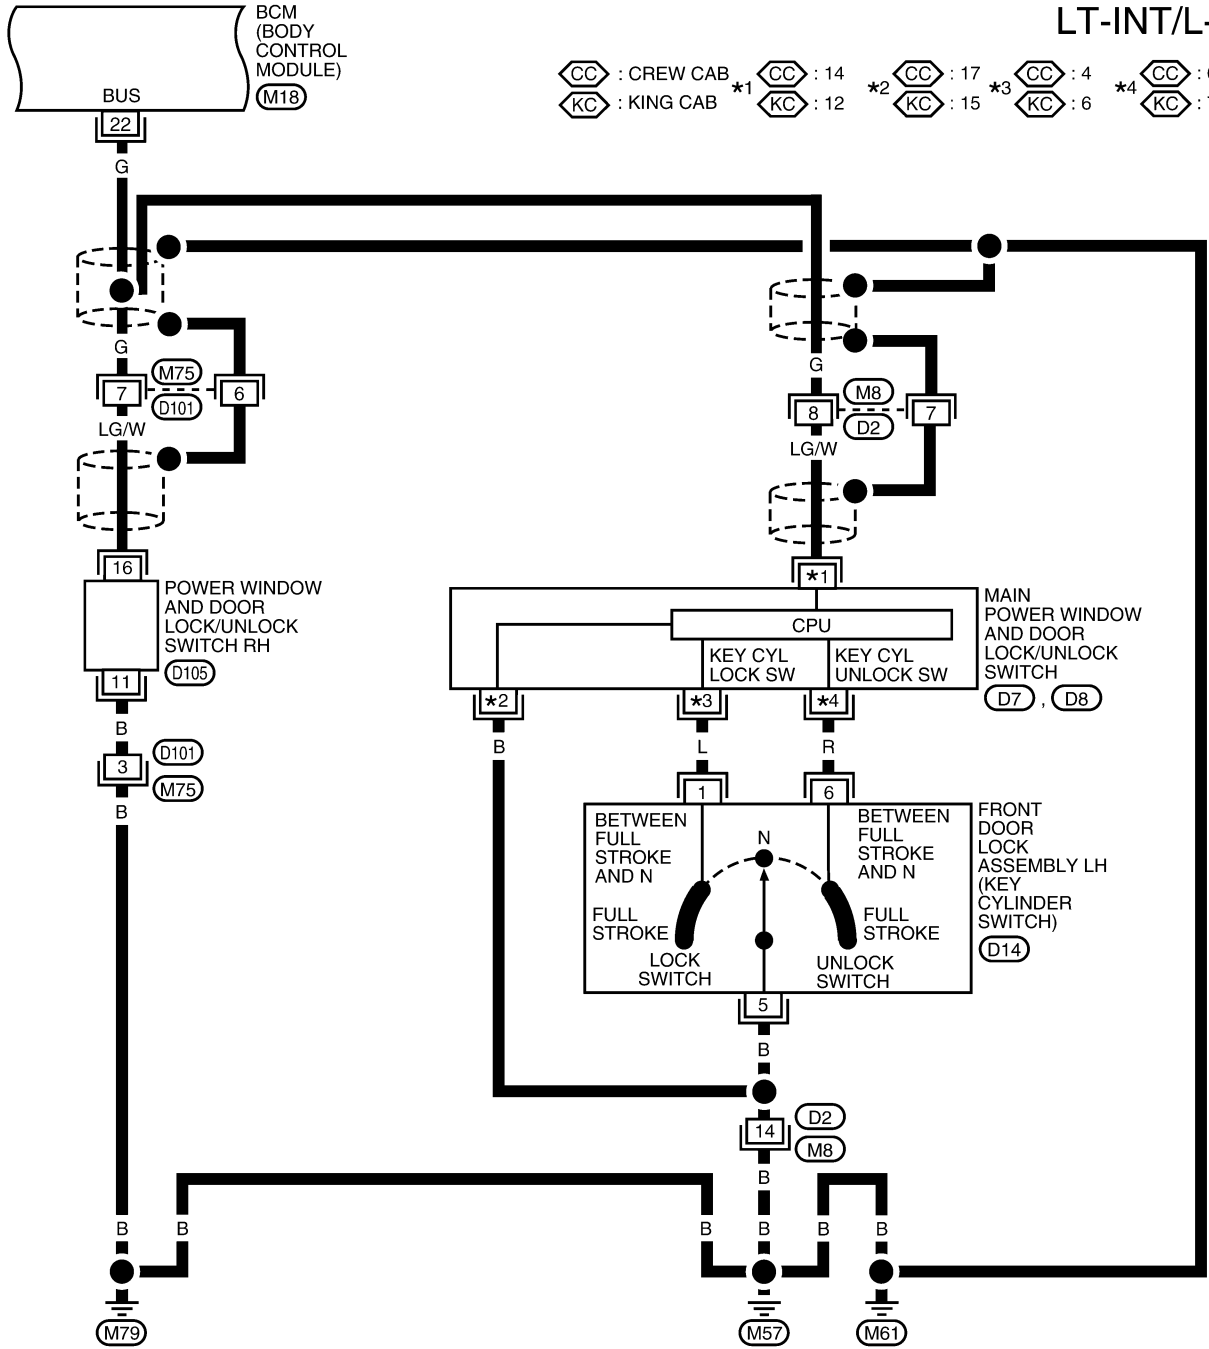 BCM
(BODY
CONTROL
MODULE)
M18
BUS
22
LT-INT/L-
CC : CREW CAB
KC : KING CAB
*1 CC : 14
KC : 12
*2 CC : 17
KC : 15
*3 CC : 4
KC : 6
*4 CC :
KC :
G
G
7
M75
D101
6
LG/W
G
8
M8
D2
7
LG/W
16
POWER WINDOW
AND DOOR
LOCK/UNLOCK
SWITCH RH
D105
11
B
3
D101
M75
B
*1
CPU
KEY CYL
LOCK SW
KEY CYL
UNLOCK SW
MAIN
POWER WINDOW
AND DOOR
LOCK/UNLOCK
SWITCH
D7 , D8
*2
*3
*4
B
L
R
1
6
BETWEEN
FULL
STROKE
AND N
N
BETWEEN
FULL
STROKE
AND N
FULL
STROKE
FULL
STROKE
LOCK
SWITCH
UNLOCK
SWITCH
FRONT
DOOR
LOCK
ASSEMBLY LH
(KEY
CYLINDER
SWITCH)
D14
5
B
14
D2
M8
B
B
B
B
B
B
B
M79
M57
M61